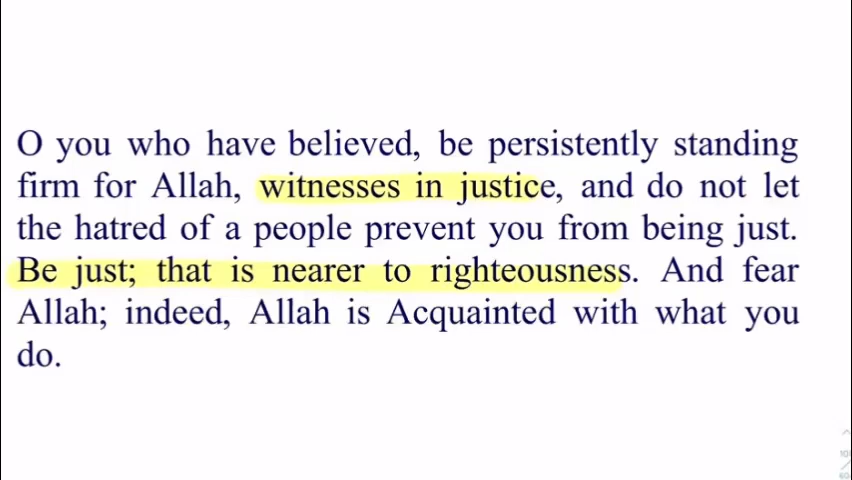 O you who have believed, be persistently standing
firm for Allah, witnesses in justice, and do not let
the hatred of a people prevent you from being just.
Be just; that is nearer to righteousness. And fear
Allah; indeed, Allah is Acquainted with what you
do.